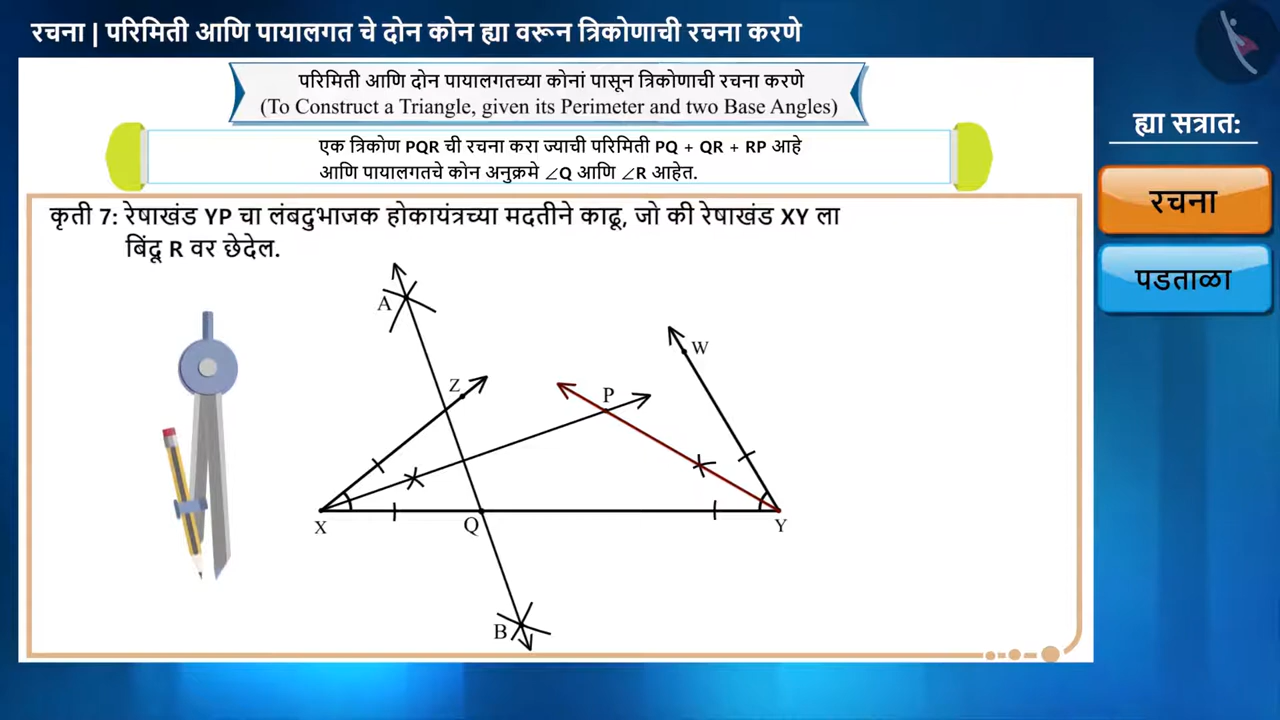 रचना | परिमिती आणि पायालगत चे दोन कोन ह्या वरून त्रिकोणाची रचना करणे
परिमिती आणि दोन पायालगतच्या कोनां पासून त्रिकोणाची रचना करणे
(To Construct a Triangle, given its Perimeter and two Base Angles)
ह्या सत्रात:
एक त्रिकोण PQR ची रचना करा ज्याची परिमिती PQ + QR + RP आहे
आणि पायालगतचे कोन अनुक्रमे ∠Q आणि ∠R आहेत.
रचना
कृती 7: रेषाखंड YP चा लंबदुभाजक होकायंत्रच्या मदतीने काढू, जो की रेषाखंड XY ला
बिंदू R वर छेदेल.
पडताळा
A
W
Z
P
X
Q
Y
B